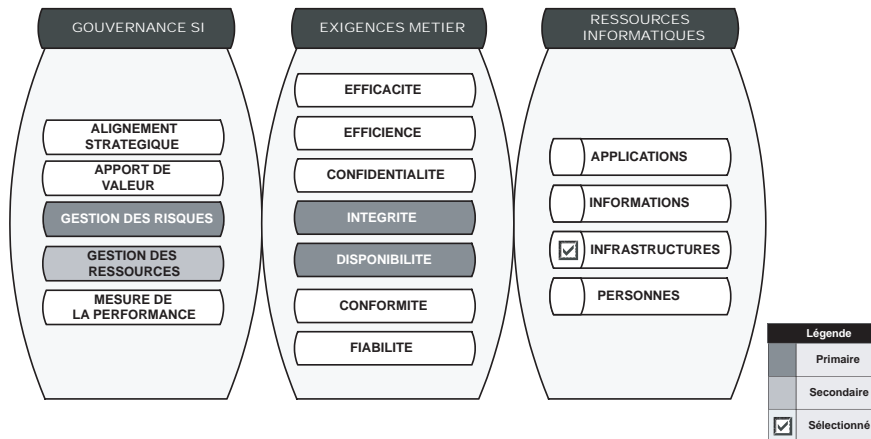 GOUVERNANCE SI
ALIGNEMENT
STRATEGIQUE
APPORT DE
VALEUR
GESTION DES RISQUES
GESTION DES
RESSOURCES
MESURE DE
LA PERFORMANCE
EXIGENCES METIER
EFFICACITE
EFFICIENCE
CONFIDENTIALITE
INTEGRITE
DISPONIBILITE
CONFORMITE
FIABILITE
RESSOURCES
INFORMATIQUES
APPLICATIONS
INFORMATIONS
INFRASTRUCTURES
PERSONNES
Légende
Primaire
Secondaire
Sélectionné